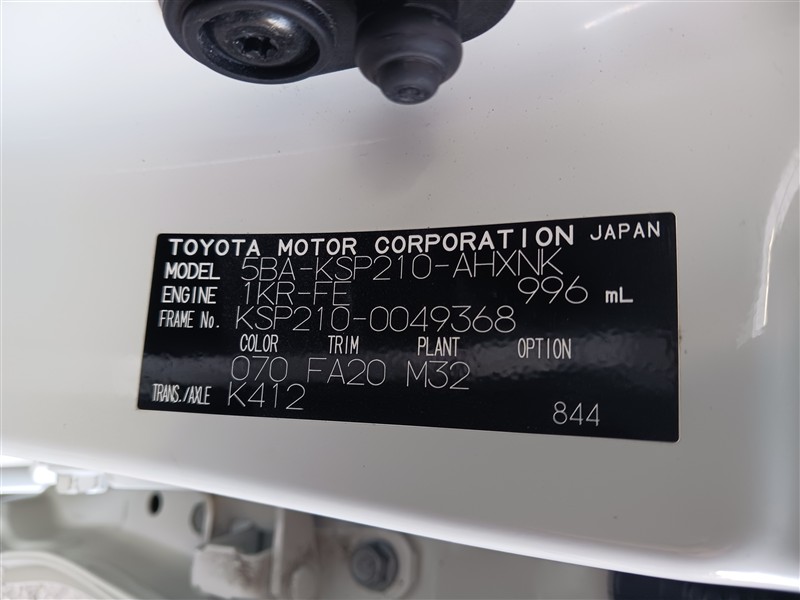 TOYOTA MOTOR CORPORATION JAPAN
MODEL 5BA-KSP210-AHXNK
ENGINE 1KR-FE 996 mL
FRAME No. KSP210-0049368
COLOR TRIM PLANT OPTION
070 FA20 M32
TRANS./AXLE K412
844